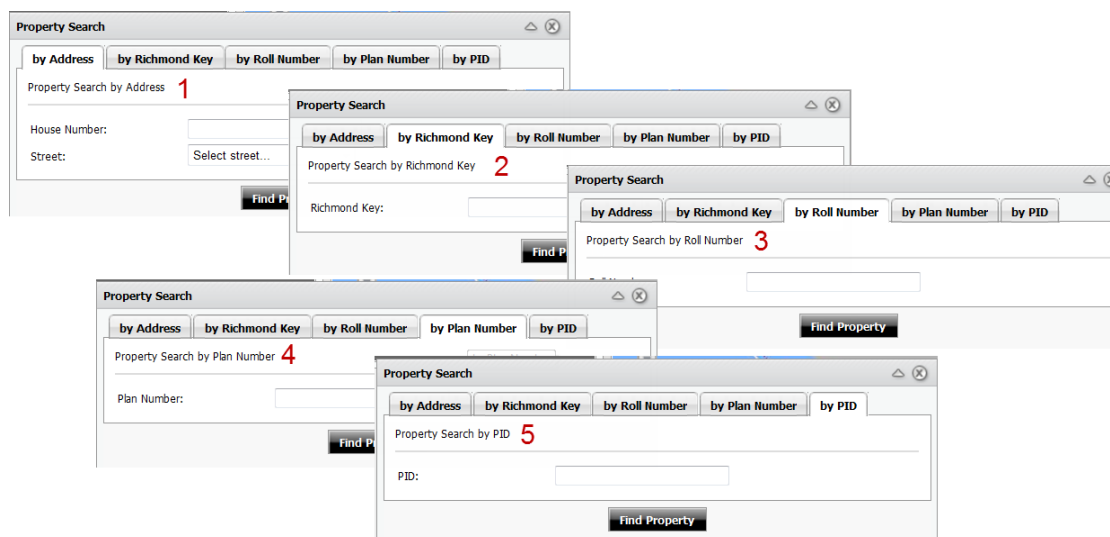 Property Search
by Address by Richmond Key by Roll Number by Plan Number by PID
Property Search by Address 1
House Number:
Street: Select street...
Find
Property Search
by Address by Richmond Key by Roll Number by Plan Number by PID
Property Search by Richmond Key 2
Richmond Key:
Find P
Property Search
by Address by Richmond Key by Roll Number by Plan Number by PID
Property Search by Roll Number 3
Find Property
Property Search
by Address by Richmond Key by Roll Number by Plan Number by PID
Property Search by Plan Number 4
Plan Number:
Find
Property Search
by Address by Richmond Key by Roll Number by Plan Number by PID
Property Search by PID 5
PID:
Find Property